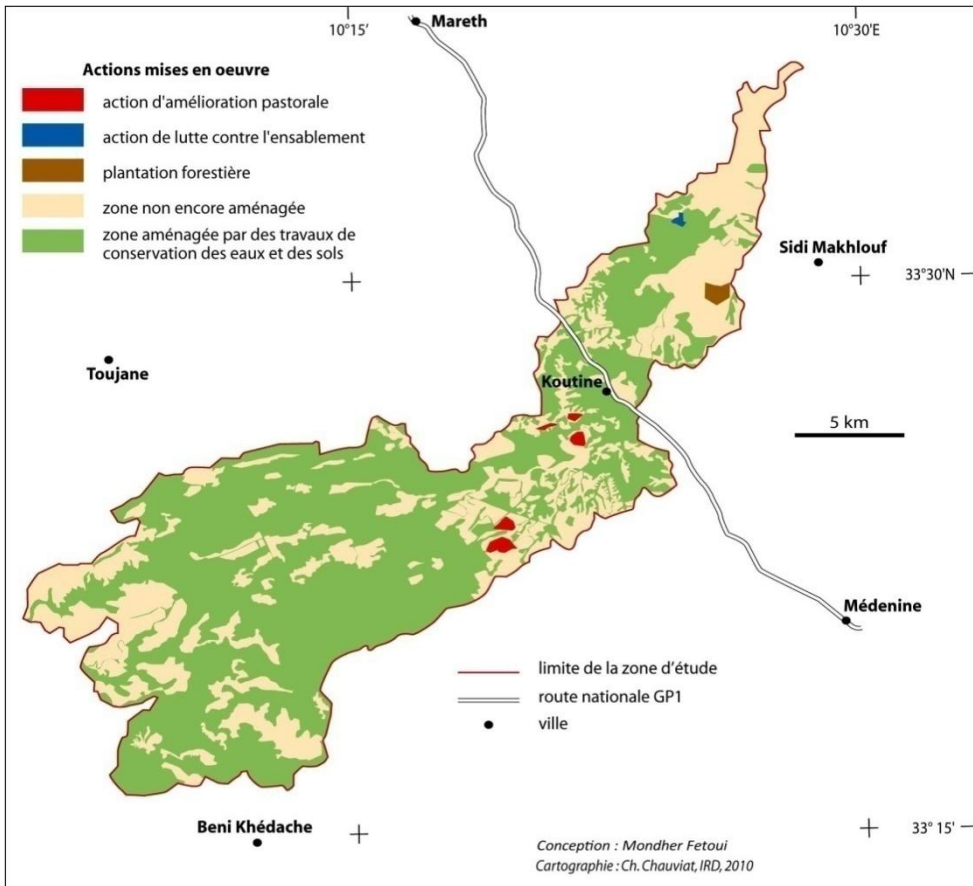 10°15'
Mareth
10°30'E
Actions mises en oeuvre
action d'amélioration pastorale
action de lutte contre l'ensablement
plantation forestière
zone non encore aménagée
zone aménagée par des travaux de
conservation des eaux et des sols
Sidi Makhlouf
33°30'N
Toujane
Koutine
5 km
Médenine
limite de la zone d'étude
route nationale GP1
ville
Beni Khédache
33° 15'
Conception : Mondher Fetoui
Cartographie : Ch. Chauviat, IRD, 2010